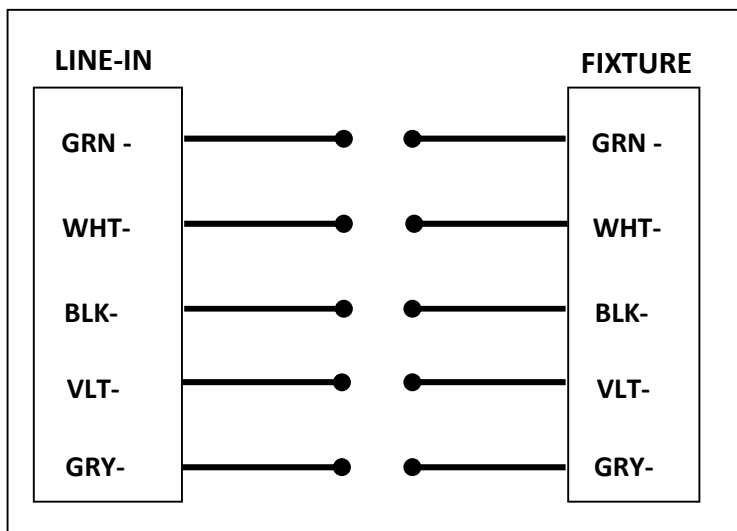 LINE-IN
FIXTURE
GRN -
GRN -
WHT-
WHT-
BLK-
BLK-
VLT-
VLT-
GRY-
GRY-